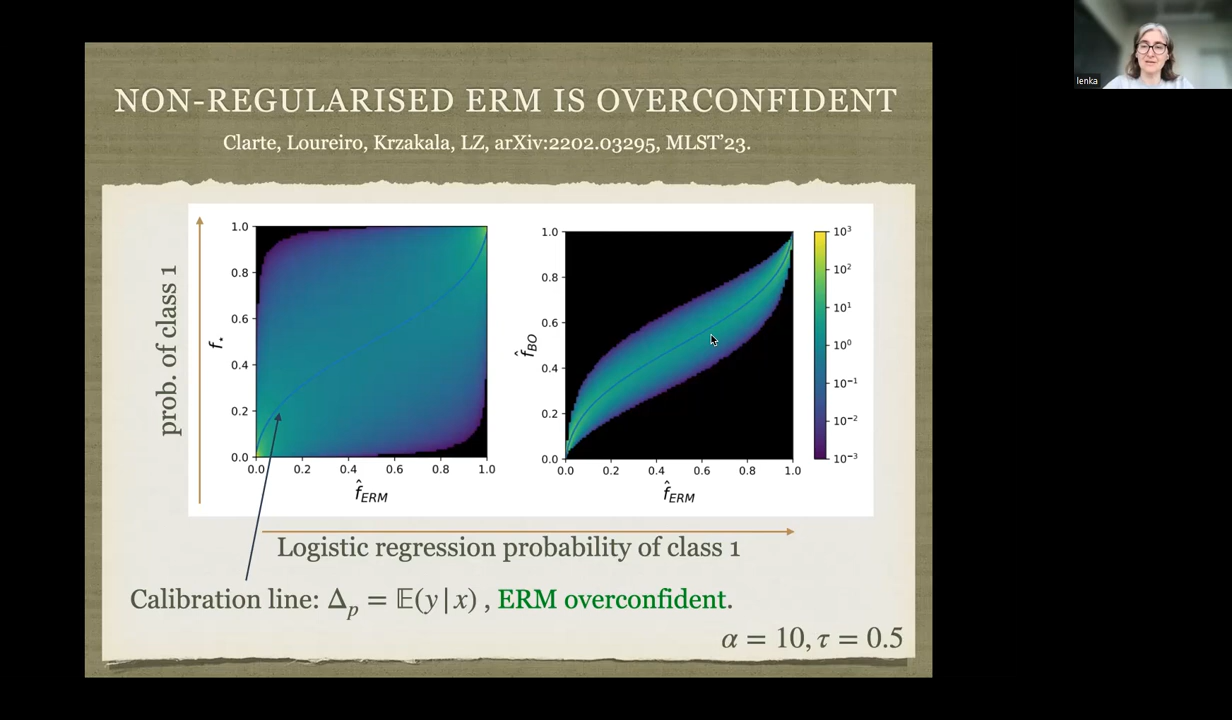 NON-REGULARISED ERM IS OVERCONFIDENT
Clarte, Loureiro, Krzakala, LZ, arXiv:2202.03295, MLST'23.
lenka
prob. of class 1
1.0
0.8
0.6
0.4
0.2
0.0
f⋆
0.0 0.2 0.4 0.6 0.8 1.0
f̂_ERM
1.0
0.8
0.6
0.4
0.2
0.0
f̂_BO
0.0 0.2 0.4 0.6 0.8 1.0
f̂_ERM
10³
10²
10¹
10⁰
10⁻¹
10⁻²
10⁻³
Logistic regression probability of class 1
Calibration line: Δ_p = 𝔼(y|x) , ERM overconfident.
α = 10, τ = 0.5